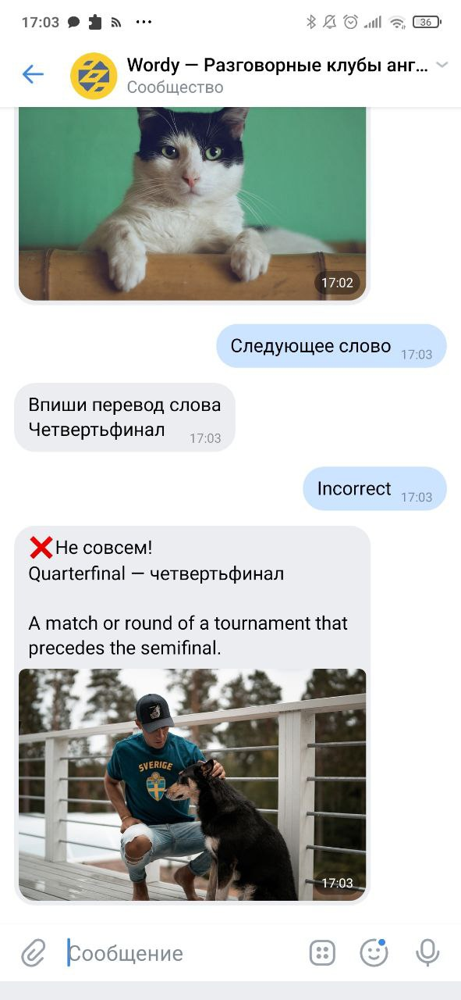 17:03
36
Wordy — Разговорные клубы анг...
Сообщество
17:02
Следующее слово 17:03
Впиши перевод слова
Четвертьфинал 17:03
Incorrect 17:03
❌Не совсем!
Quarterfinal — четвертьфинал
A match or round of a tournament that
precedes the semifinal.
SVERIGE
17:03
Сообщение